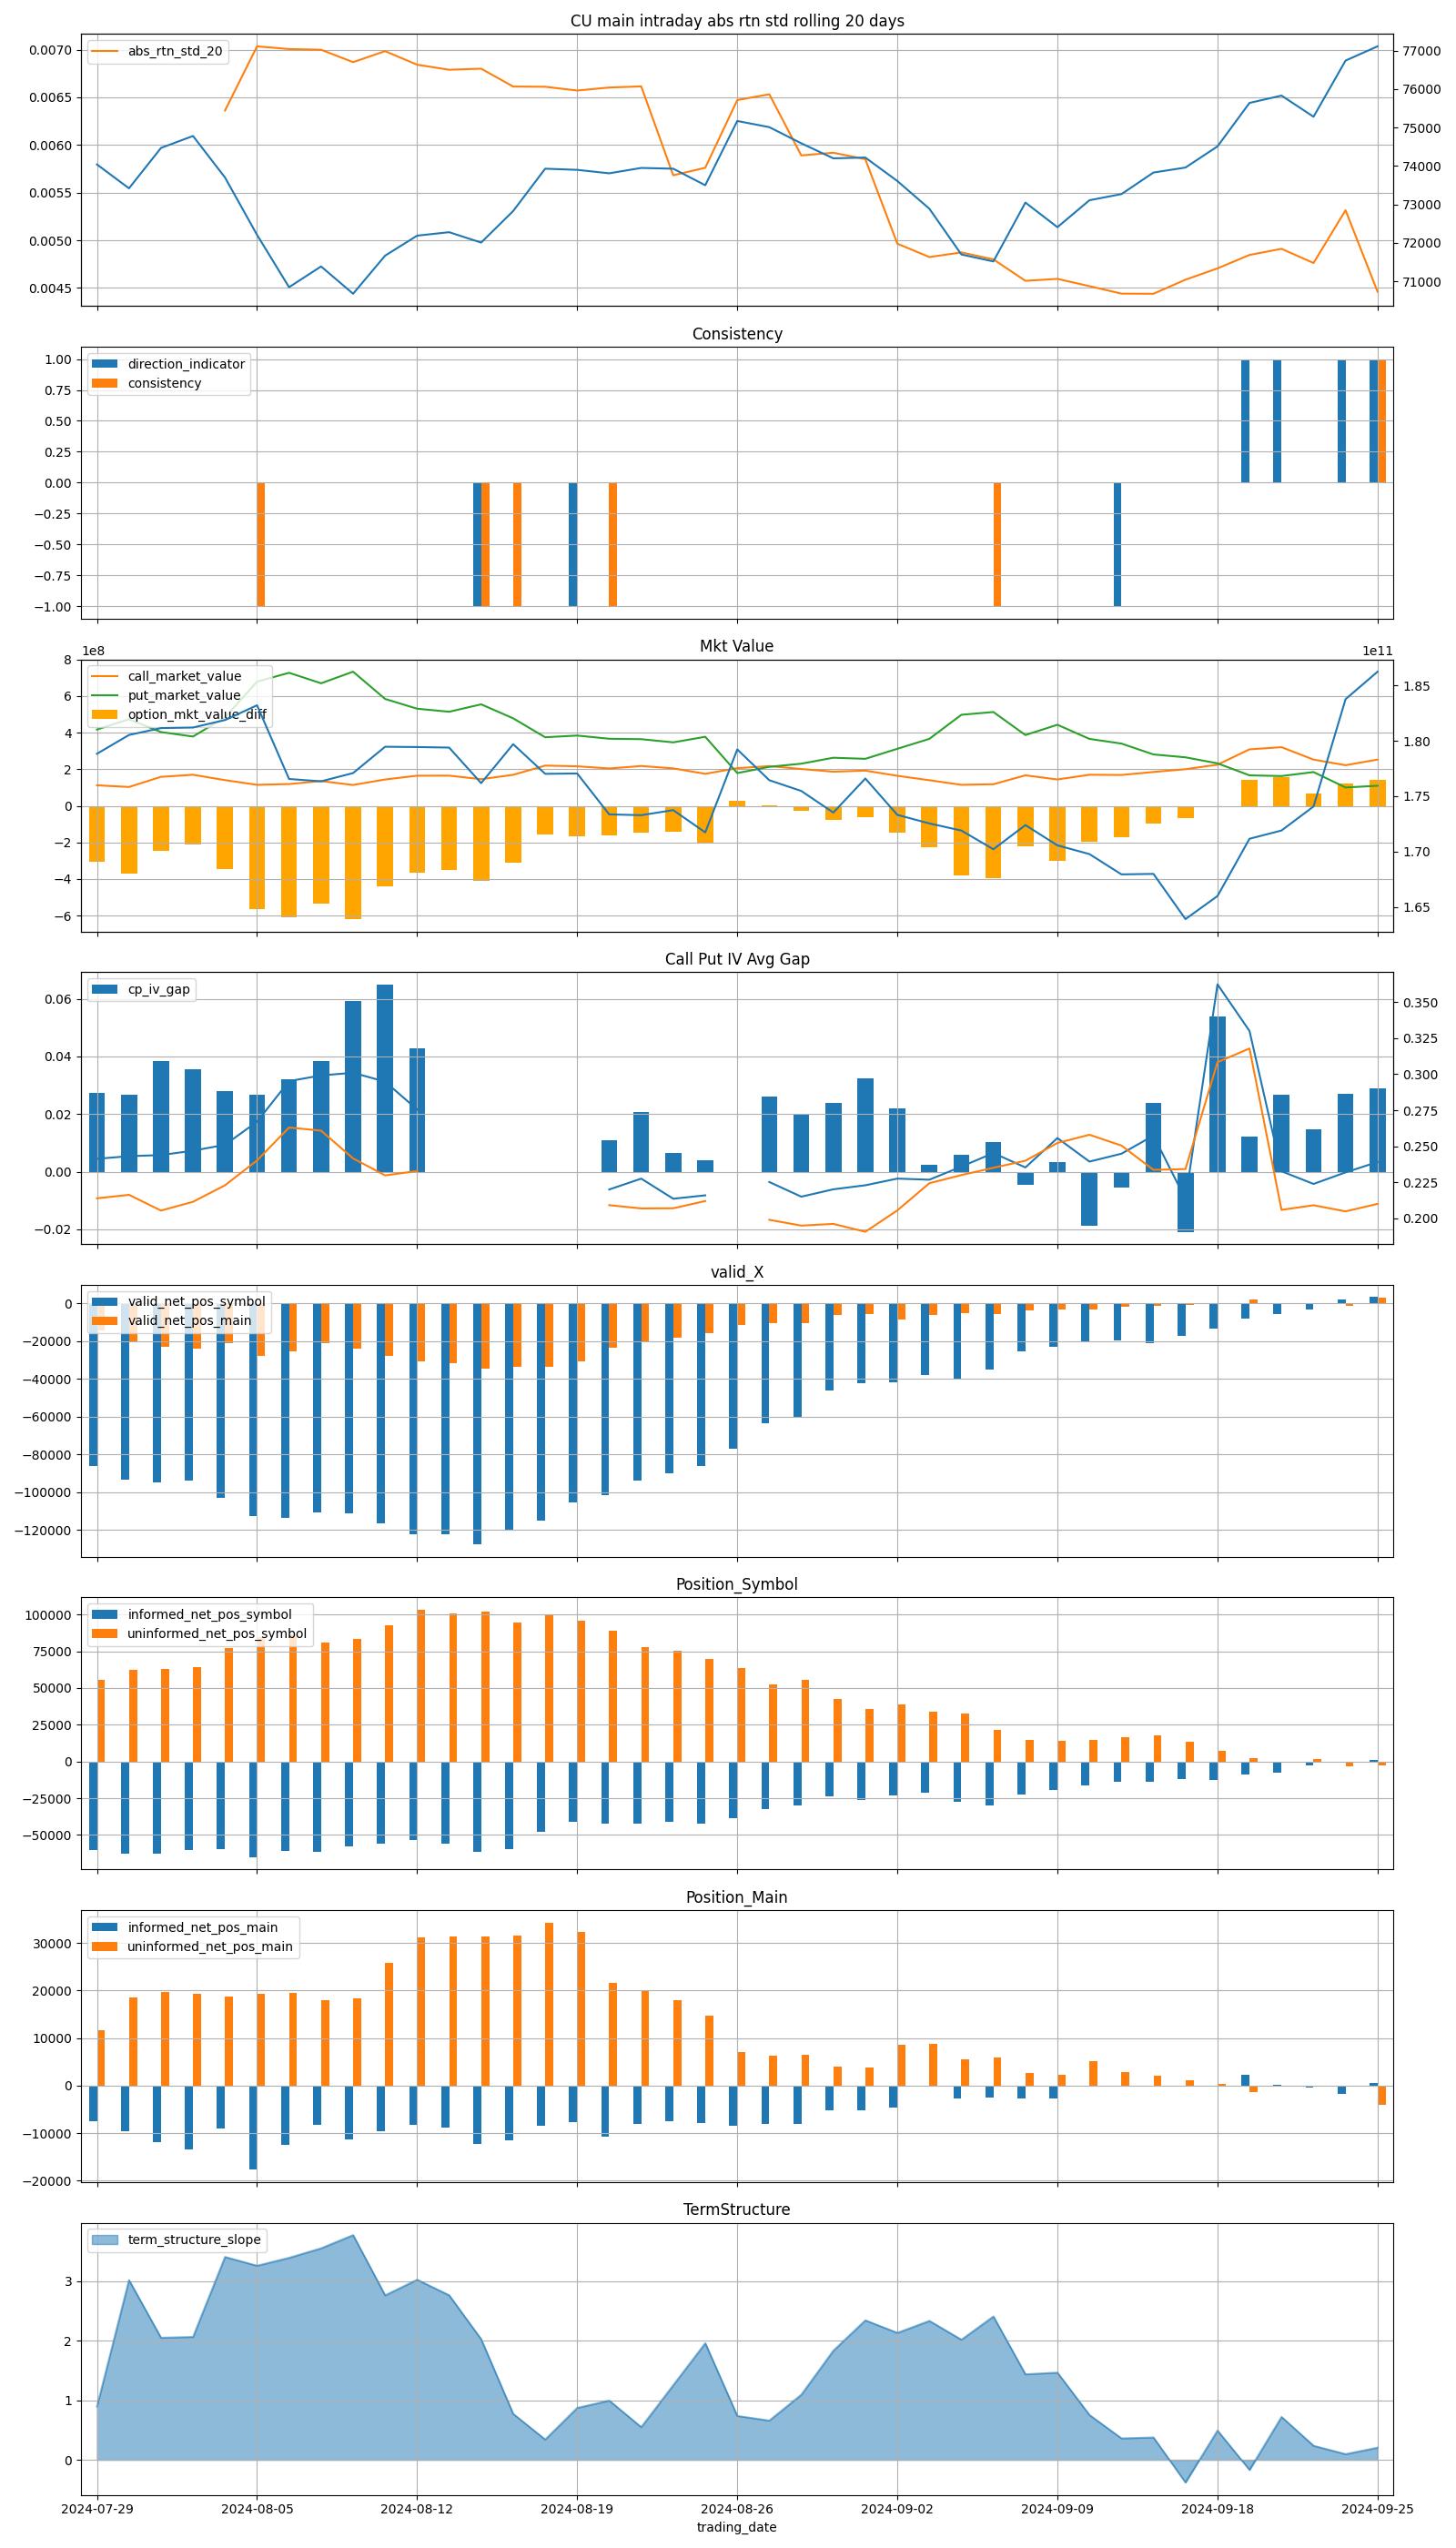 CU main intraday abs rtn std rolling 20 days
abs_rtn_std_20
0.0070
0.0065
0.0060
0.0055
0.0050
0.0045
77000
76000
75000
74000
73000
72000
71000
Consistency
direction_indicator
consistency
1.00
0.75
0.50
0.25
0.00
−0.25
−0.50
−0.75
−1.00
Mkt Value
1e8
1e11
call_market_value
put_market_value
option_mkt_value_diff
8
6
4
2
0
−2
−4
−6
1.85
1.80
1.75
1.70
1.65
Call Put IV Avg Gap
cp_iv_gap
0.06
0.04
0.02
0.00
−0.02
0.350
0.325
0.300
0.275
0.250
0.225
0.200
valid_X
valid_net_pos_symbol
valid_net_pos_main
0
−20000
−40000
−60000
−80000
−100000
−120000
Position_Symbol
informed_net_pos_symbol
uninformed_net_pos_symbol
100000
75000
50000
25000
0
−25000
−50000
Position_Main
informed_net_pos_main
uninformed_net_pos_main
30000
20000
10000
0
−10000
−20000
TermStructure
term_structure_slope
3
2
1
0
2024-07-29 2024-08-05 2024-08-12 2024-08-19 2024-08-26 2024-09-02 2024-09-09 2024-09-18 2024-09-25
trading_date